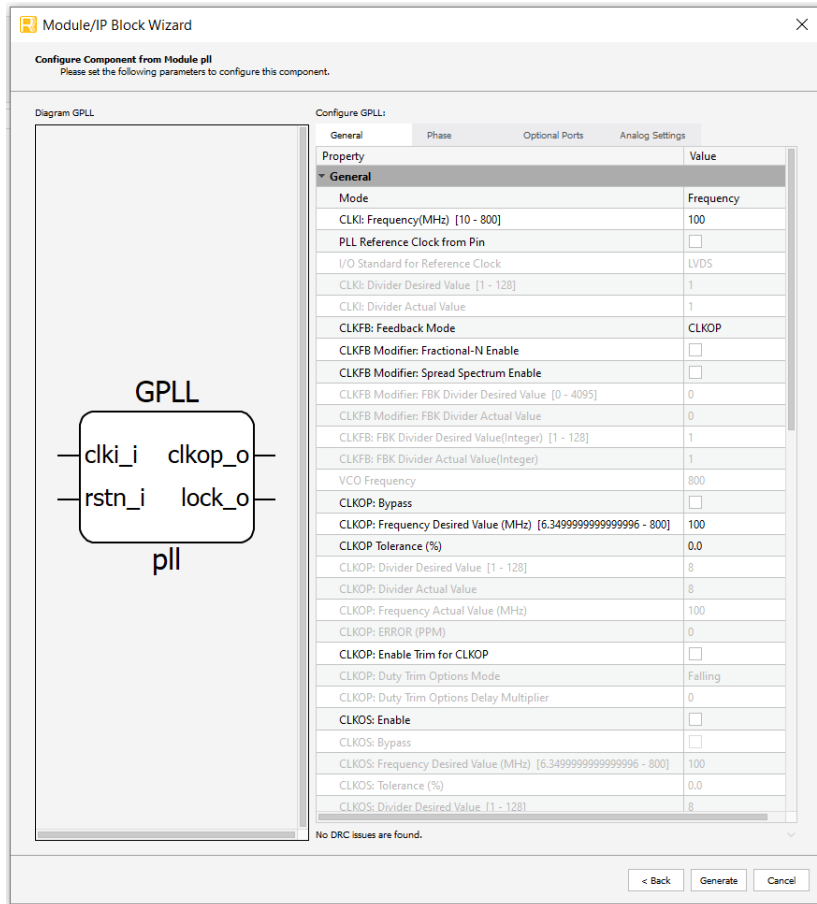 Module/IP Block Wizard
Configure Component from Module pll
Please set the following parameters to configure this component.
Diagram GPLL
GPLL
clki_i clkop_o
rstn_i lock_o
pll
Configure GPLL:
General Phase Optional Ports Analog Settings
Property Value
General
Mode Frequency
CLKI: Frequency(MHz) [10 - 800] 100
PLL Reference Clock from Pin
I/O Standard for Reference Clock LVDS
CLKI: Divider Desired Value [1 - 128] 1
CLKI: Divider Actual Value 1
CLKFB: Feedback Mode CLKOP
CLKFB Modifier: Fractional-N Enable
CLKFB Modifier: Spread Spectrum Enable
CLKFB Modifier: FBK Divider Desired Value [0 - 4095] 0
CLKFB Modifier: FBK Divider Actual Value 0
CLKFB: FBK Divider Desired Value(Integer) [1 - 128] 1
CLKFB: FBK Divider Actual Value(Integer) 1
VCO Frequency 800
CLKOP: Bypass
CLKOP: Frequency Desired Value (MHz) [6.3499999999999996 - 800] 100
CLKOP Tolerance (%) 0.0
CLKOP: Divider Desired Value [1 - 128] 8
CLKOP: Divider Actual Value 8
CLKOP: Frequency Actual Value (MHz) 100
CLKOP: ERROR (PPM) 0
CLKOP: Enable Trim for CLKOP
CLKOP: Duty Trim Options Mode Falling
CLKOP: Duty Trim Options Delay Multiplier 0
CLKOS: Enable
CLKOS: Bypass
CLKOS: Frequency Desired Value (MHz) [6.3499999999999996 - 800] 100
CLKOS: Tolerance (%) 0.0
CLKOS: Divider Desired Value [1 - 128] 8
No DRC issues are found.
< Back Generate Cancel